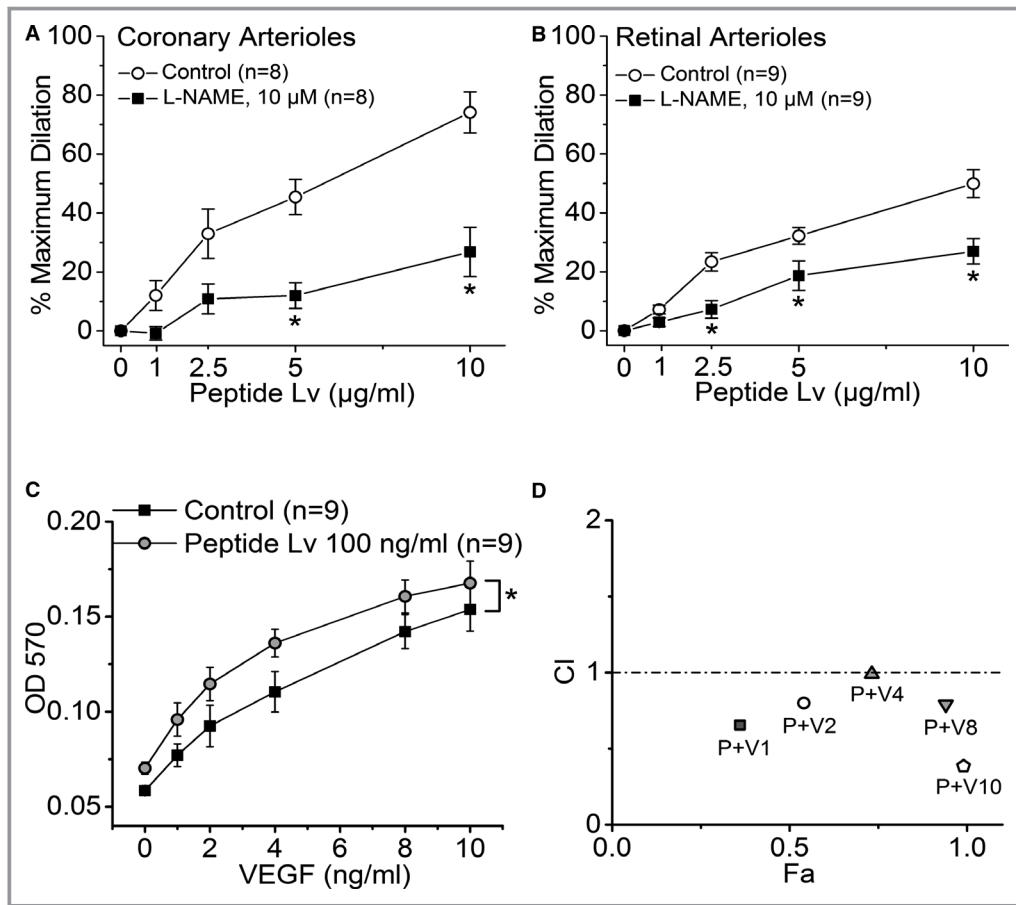 A
Coronary Arterioles
Control (n=8)
L-NAME, 10 µM (n=8)
100
80
60
40
20
0
% Maximum Dilation
*
*
0 1 2.5 5 10
Peptide Lv (µg/ml)
B
Retinal Arterioles
Control (n=9)
L-NAME, 10 µM (n=9)
100
80
60
40
20
0
% Maximum Dilation
*
*
*
0 1 2.5 5 10
Peptide Lv (µg/ml)
C
Control (n=9)
Peptide Lv 100 ng/ml (n=9)
0.20
0.15
0.10
0.05
OD 570
*
0 2 4 6 8 10
VEGF (ng/ml)
D
2
1
0
CI
P+V1
P+V2
P+V4
P+V8
P+V10
0.0 0.5 1.0
Fa